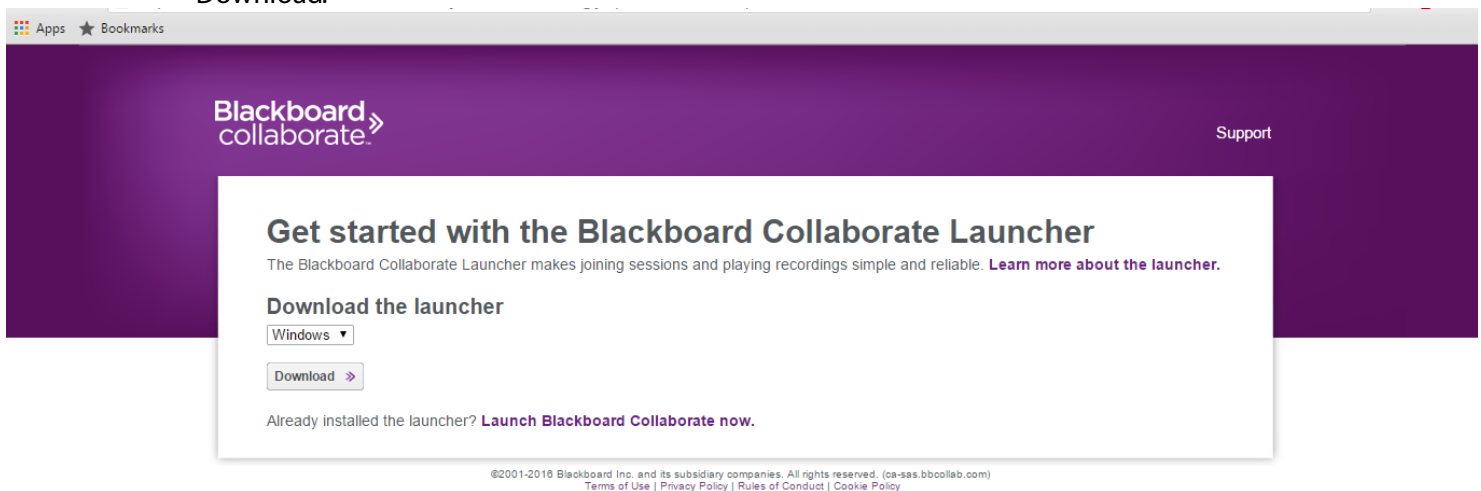 Download.
Apps Bookmarks
Blackboard
collaborate™
Support
Get started with the Blackboard Collaborate Launcher
The Blackboard Collaborate Launcher makes joining sessions and playing recordings simple and reliable. Learn more about the launcher.
Download the launcher
Windows
Download
Already installed the launcher? Launch Blackboard Collaborate now.
©2001-2016 Blackboard Inc. and its subsidiary companies. All rights reserved. (ca-sas.bbcollab.com)
Terms of Use | Privacy Policy | Rules of Conduct | Cookie Policy